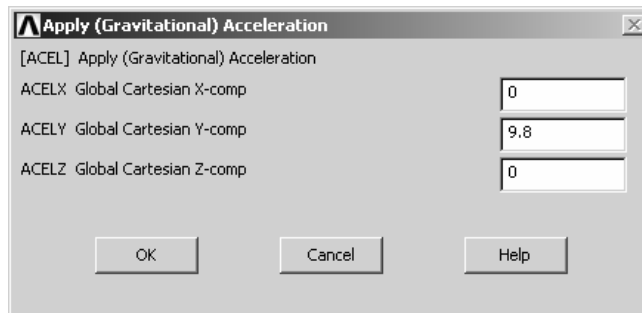 Apply (Gravitational) Acceleration
[ACEL] Apply (Gravitational) Acceleration
ACELX Global Cartesian X-comp 0
ACELY Global Cartesian Y-comp 9.8
ACELZ Global Cartesian Z-comp 0
OK Cancel Help